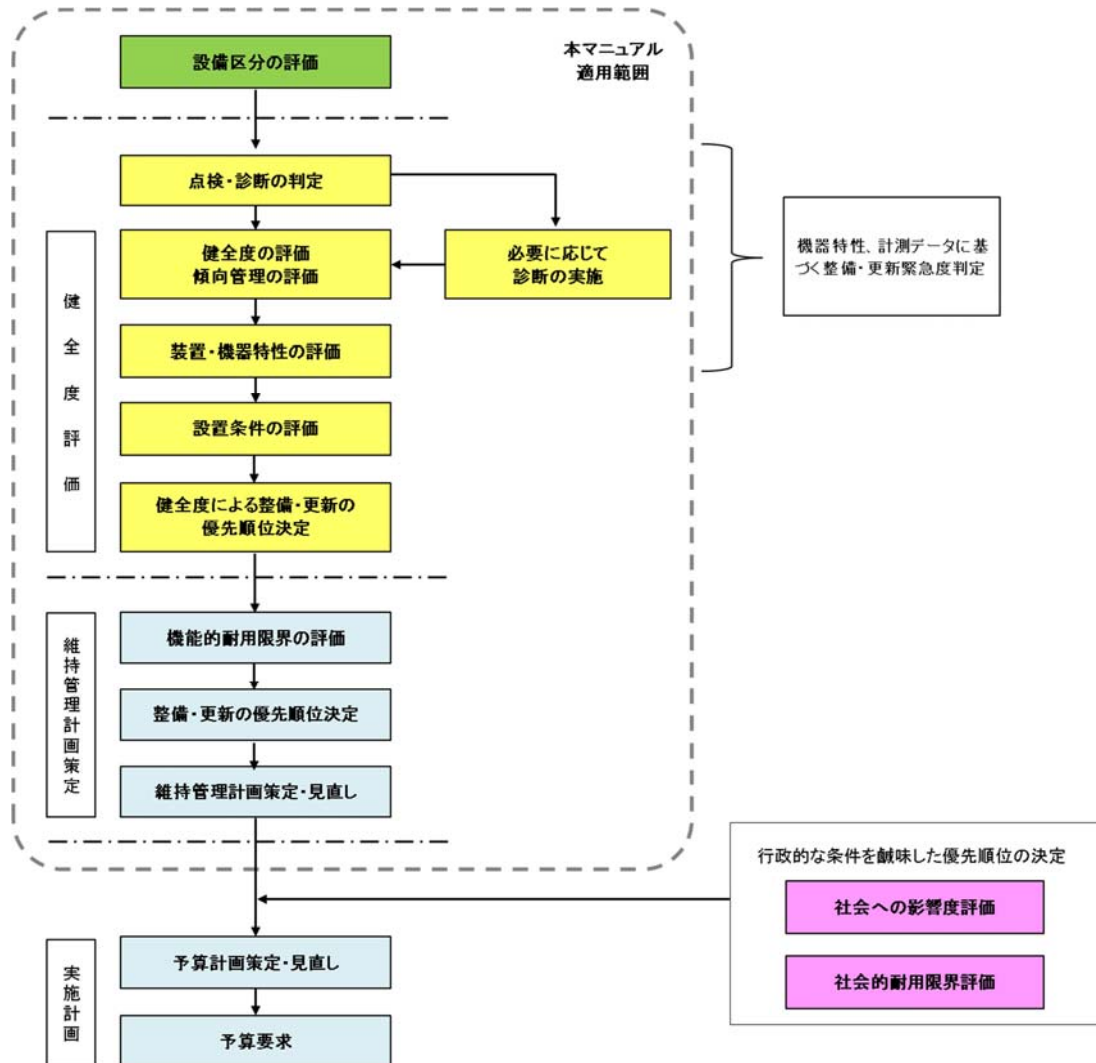 設備区分の評価
本マニュアル
適用範囲
点検・診断の判定
健全度の評価
傾向管理の評価
必要に応じて
診断の実施
機器特性、計測データに基
づく整備・更新緊急度判定
健全度評価
装置・機器特性の評価
設置条件の評価
健全度による整備・更新の
優先順位決定
維持管理計画策定
機能的耐用限界の評価
整備・更新の優先順位決定
維持管理計画策定・見直し
行政的な条件を鹹味した優先順位の決定
社会への影響度評価
社会的耐用限界評価
実施計画
予算計画策定・見直し
予算要求